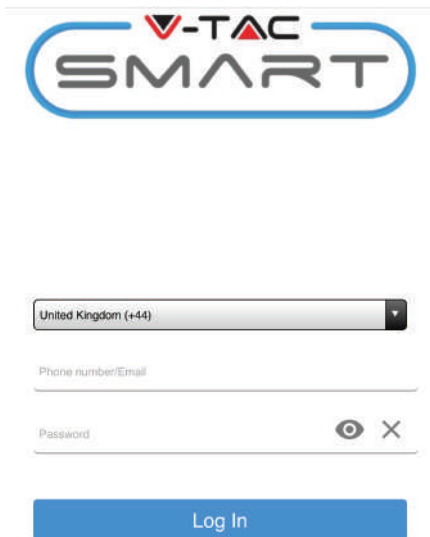 V-TAC
SMART
United Kingdom (+44)
Phone number/Email
Password
Log In